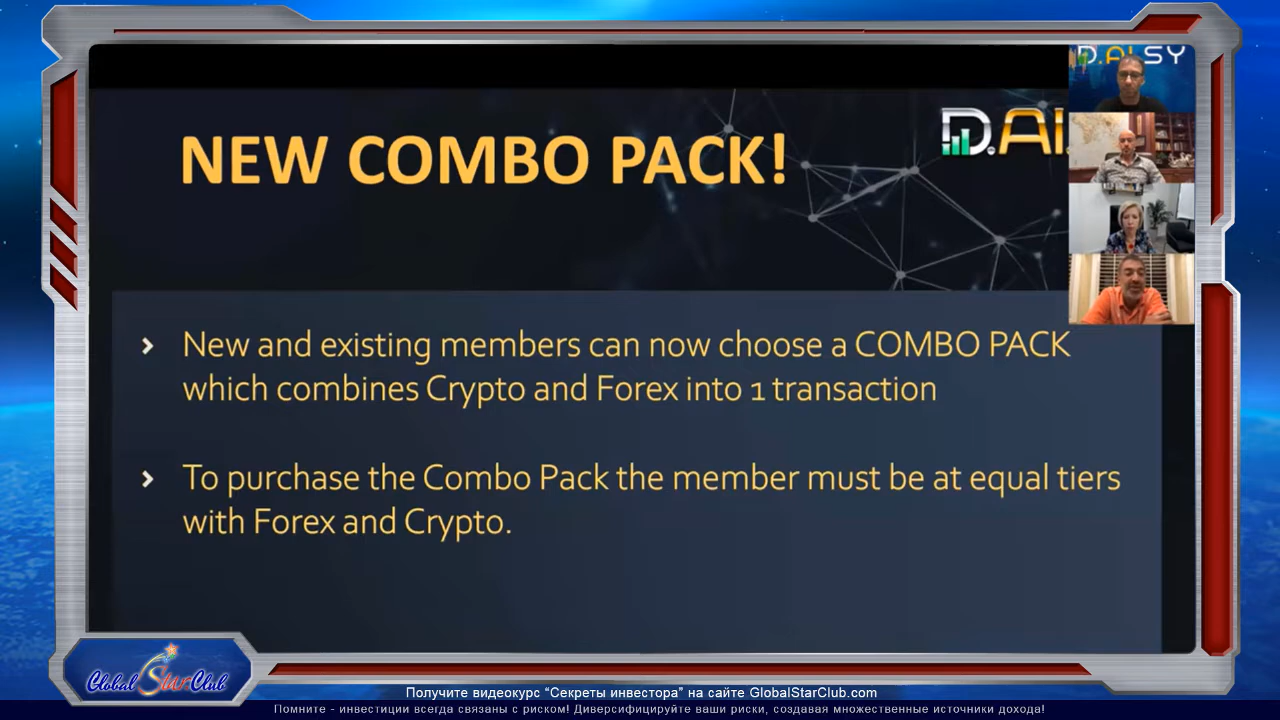 D.AISY
NEW COMBO PACK!
D.AI
New and existing members can now choose a COMBO PACK
which combines Crypto and Forex into 1 transaction
To purchase the Combo Pack the member must be at equal tiers
with Forex and Crypto.
Global Star Club
Получите видеокурс “Секреты инвестора” на сайте GlobalStarClub.com
Помните - инвестиции всегда связаны с риском! Диверсифицируйте ваши риски, создавая множественные источники дохода!